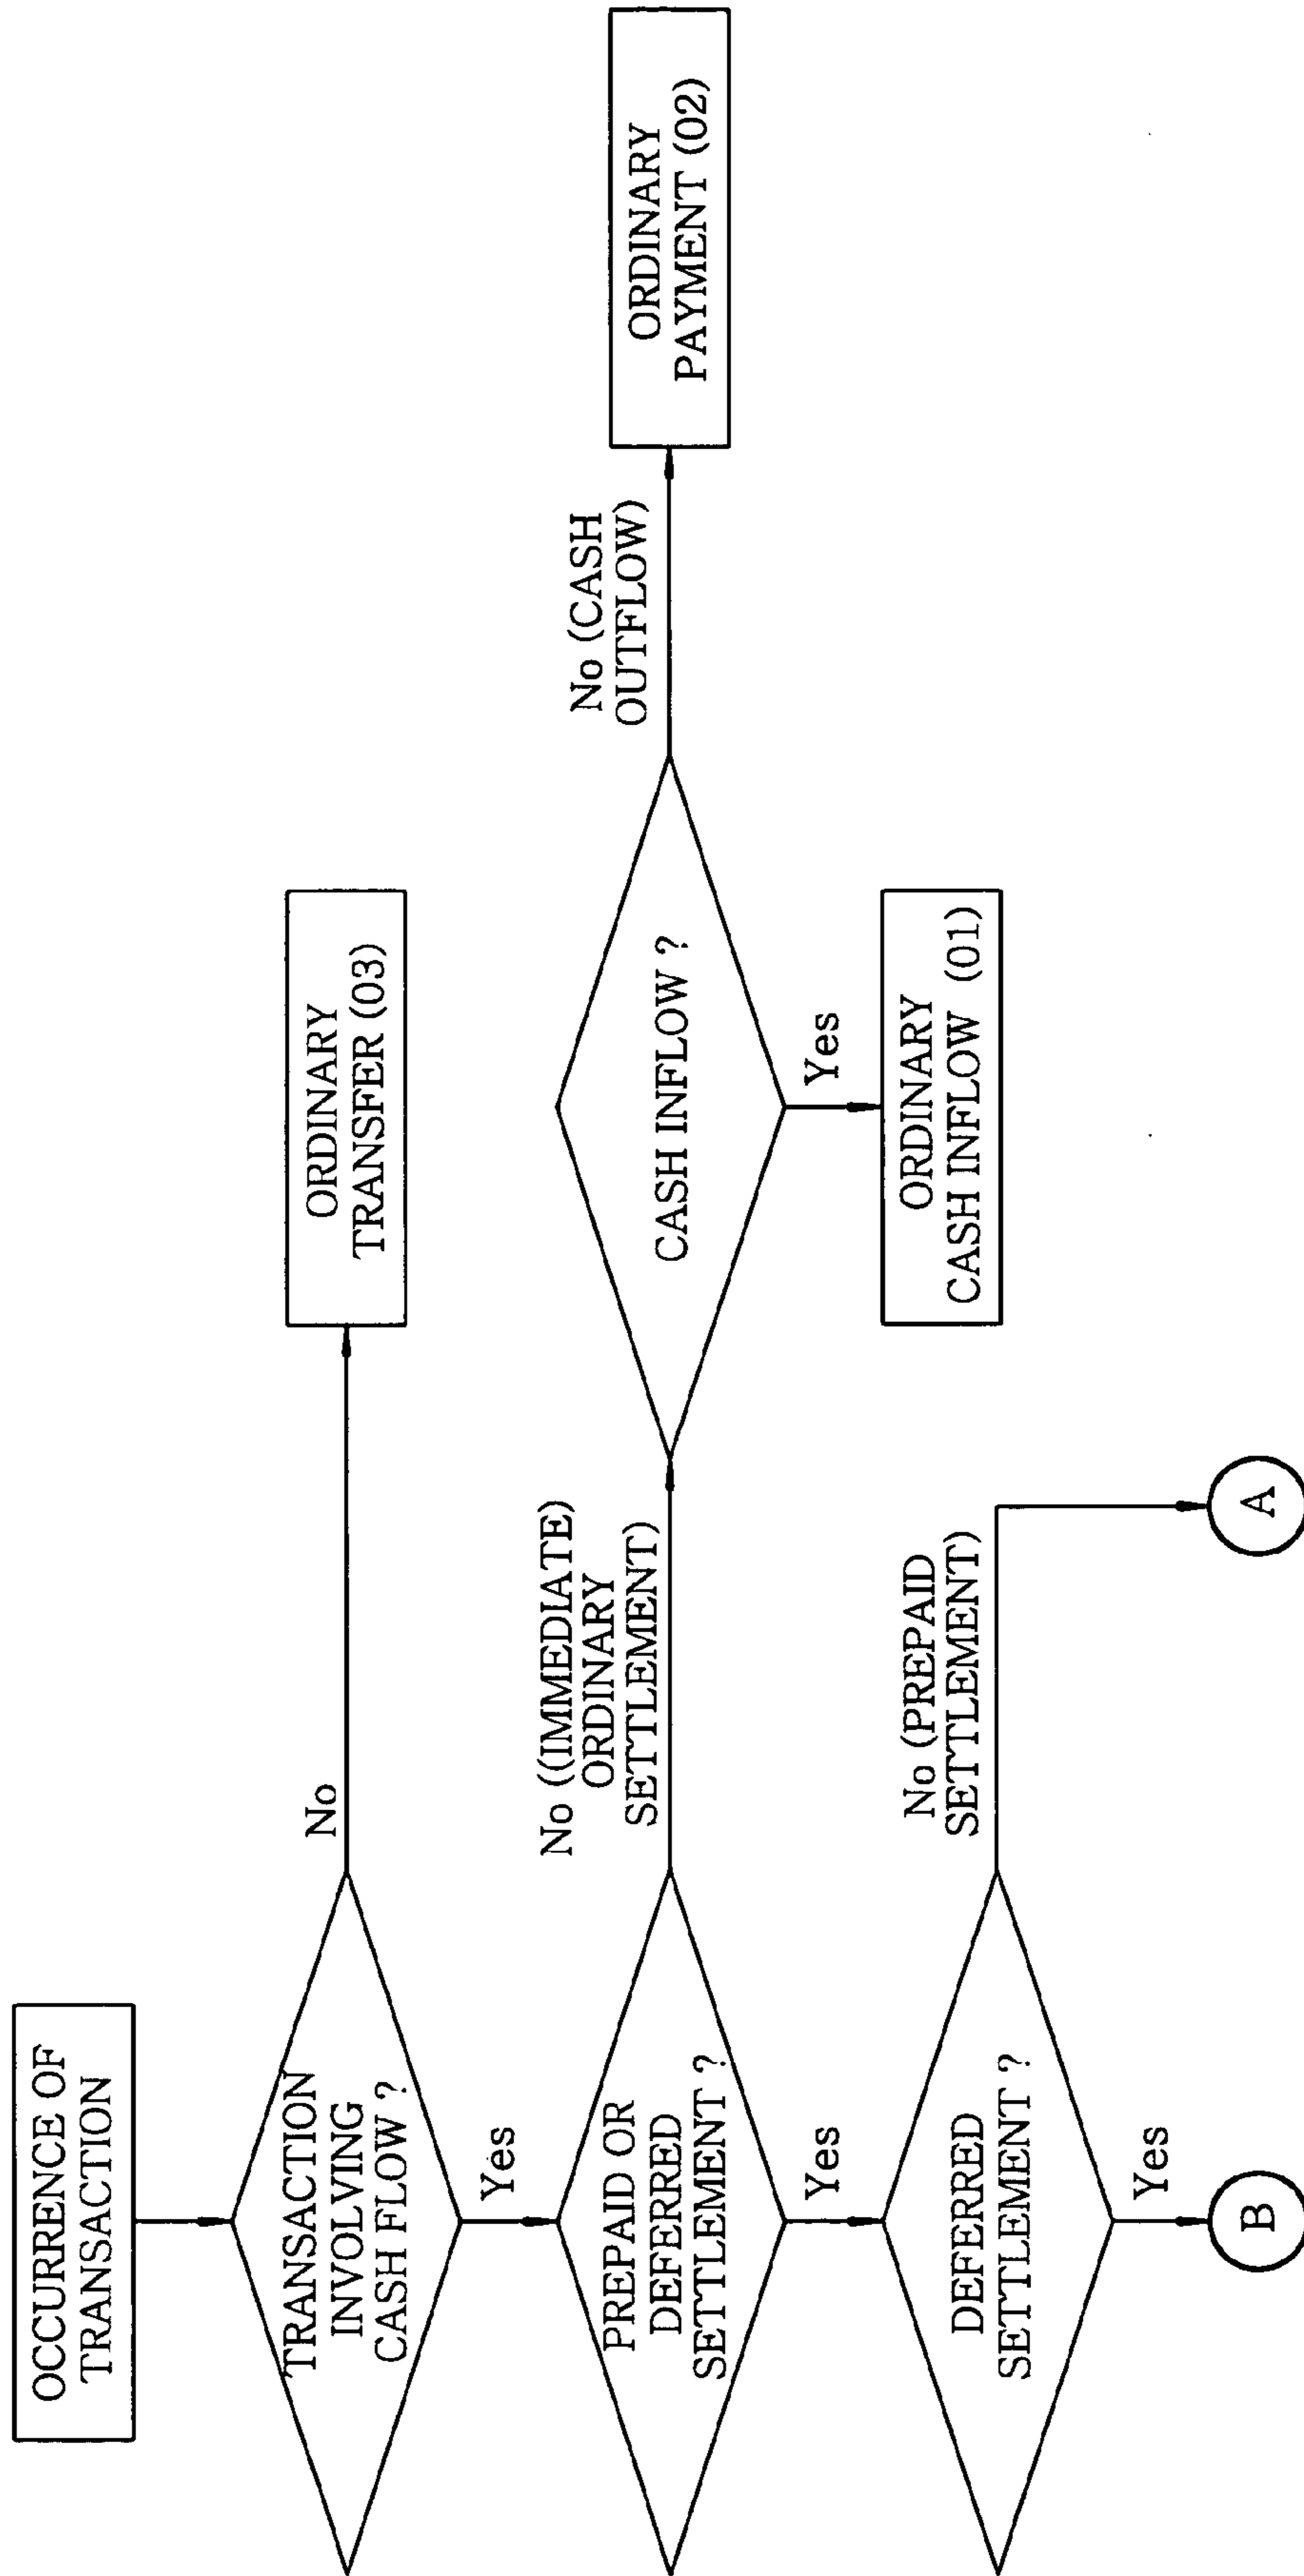 OCCURRENCE OF
TRANSACTION
TRANSACTION
INVOLVING
CASH FLOW ?
No
ORDINARY
TRANSFER (03)
Yes
PREPAID OR
DEFERRED
SETTLEMENT ?
No ((IMMEDIATE)
ORDINARY
SETTLEMENT)
CASH INFLOW ?
No (CASH
OUTFLOW)
ORDINARY
PAYMENT (02)
Yes
ORDINARY
CASH INFLOW (01)
Yes
DEFERRED
SETTLEMENT ?
No (PREPAID
SETTLEMENT)
A
Yes
B